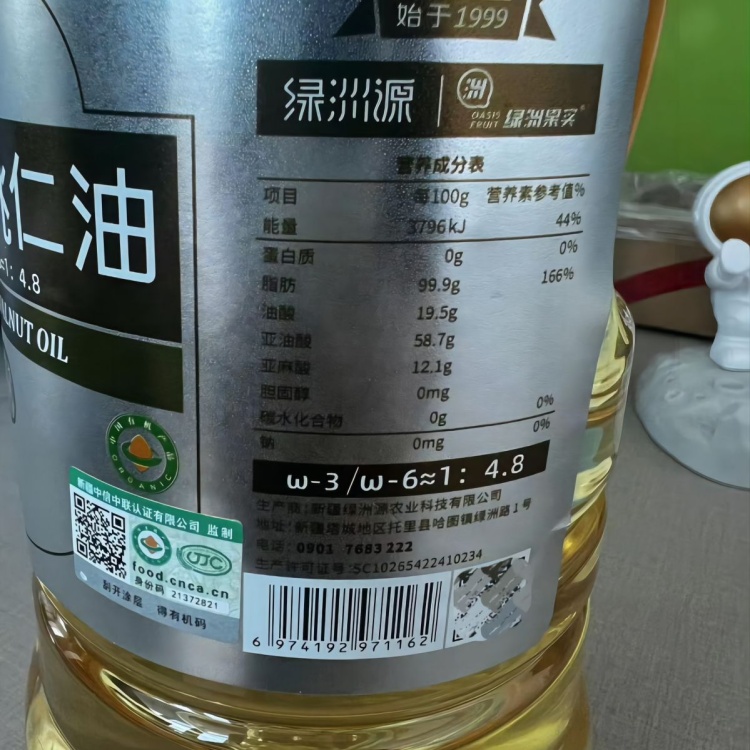 始于1999
绿洲源
洲
OASIS FRUIT
绿洲果实
仁油
≈1: 4.8
LNUT OIL
营养成分表
项目 每100g 营养素参考值%
能量 3796kJ 44%
蛋白质 0g 0%
脂肪 99.9g 166%
油酸 19.5g
亚油酸 58.7g
亚麻酸 12.1g
胆固醇 0mg
碳水化合物 0g 0%
钠 0mg 0%
ω-3/ω-6≈1: 4.8
生产商:新疆绿洲源农业科技有限公司
地址:新疆塔城地区托里县哈图镇绿洲路1号
电话: 0901 7683 222
生产许可证号:SC10265422410234
中国有机产品
ORGANIC
新疆中信中联认证有限公司 监制
food.cnca.cn
身份码 21372821
刮开涂层 得有机码
6 974192 971162